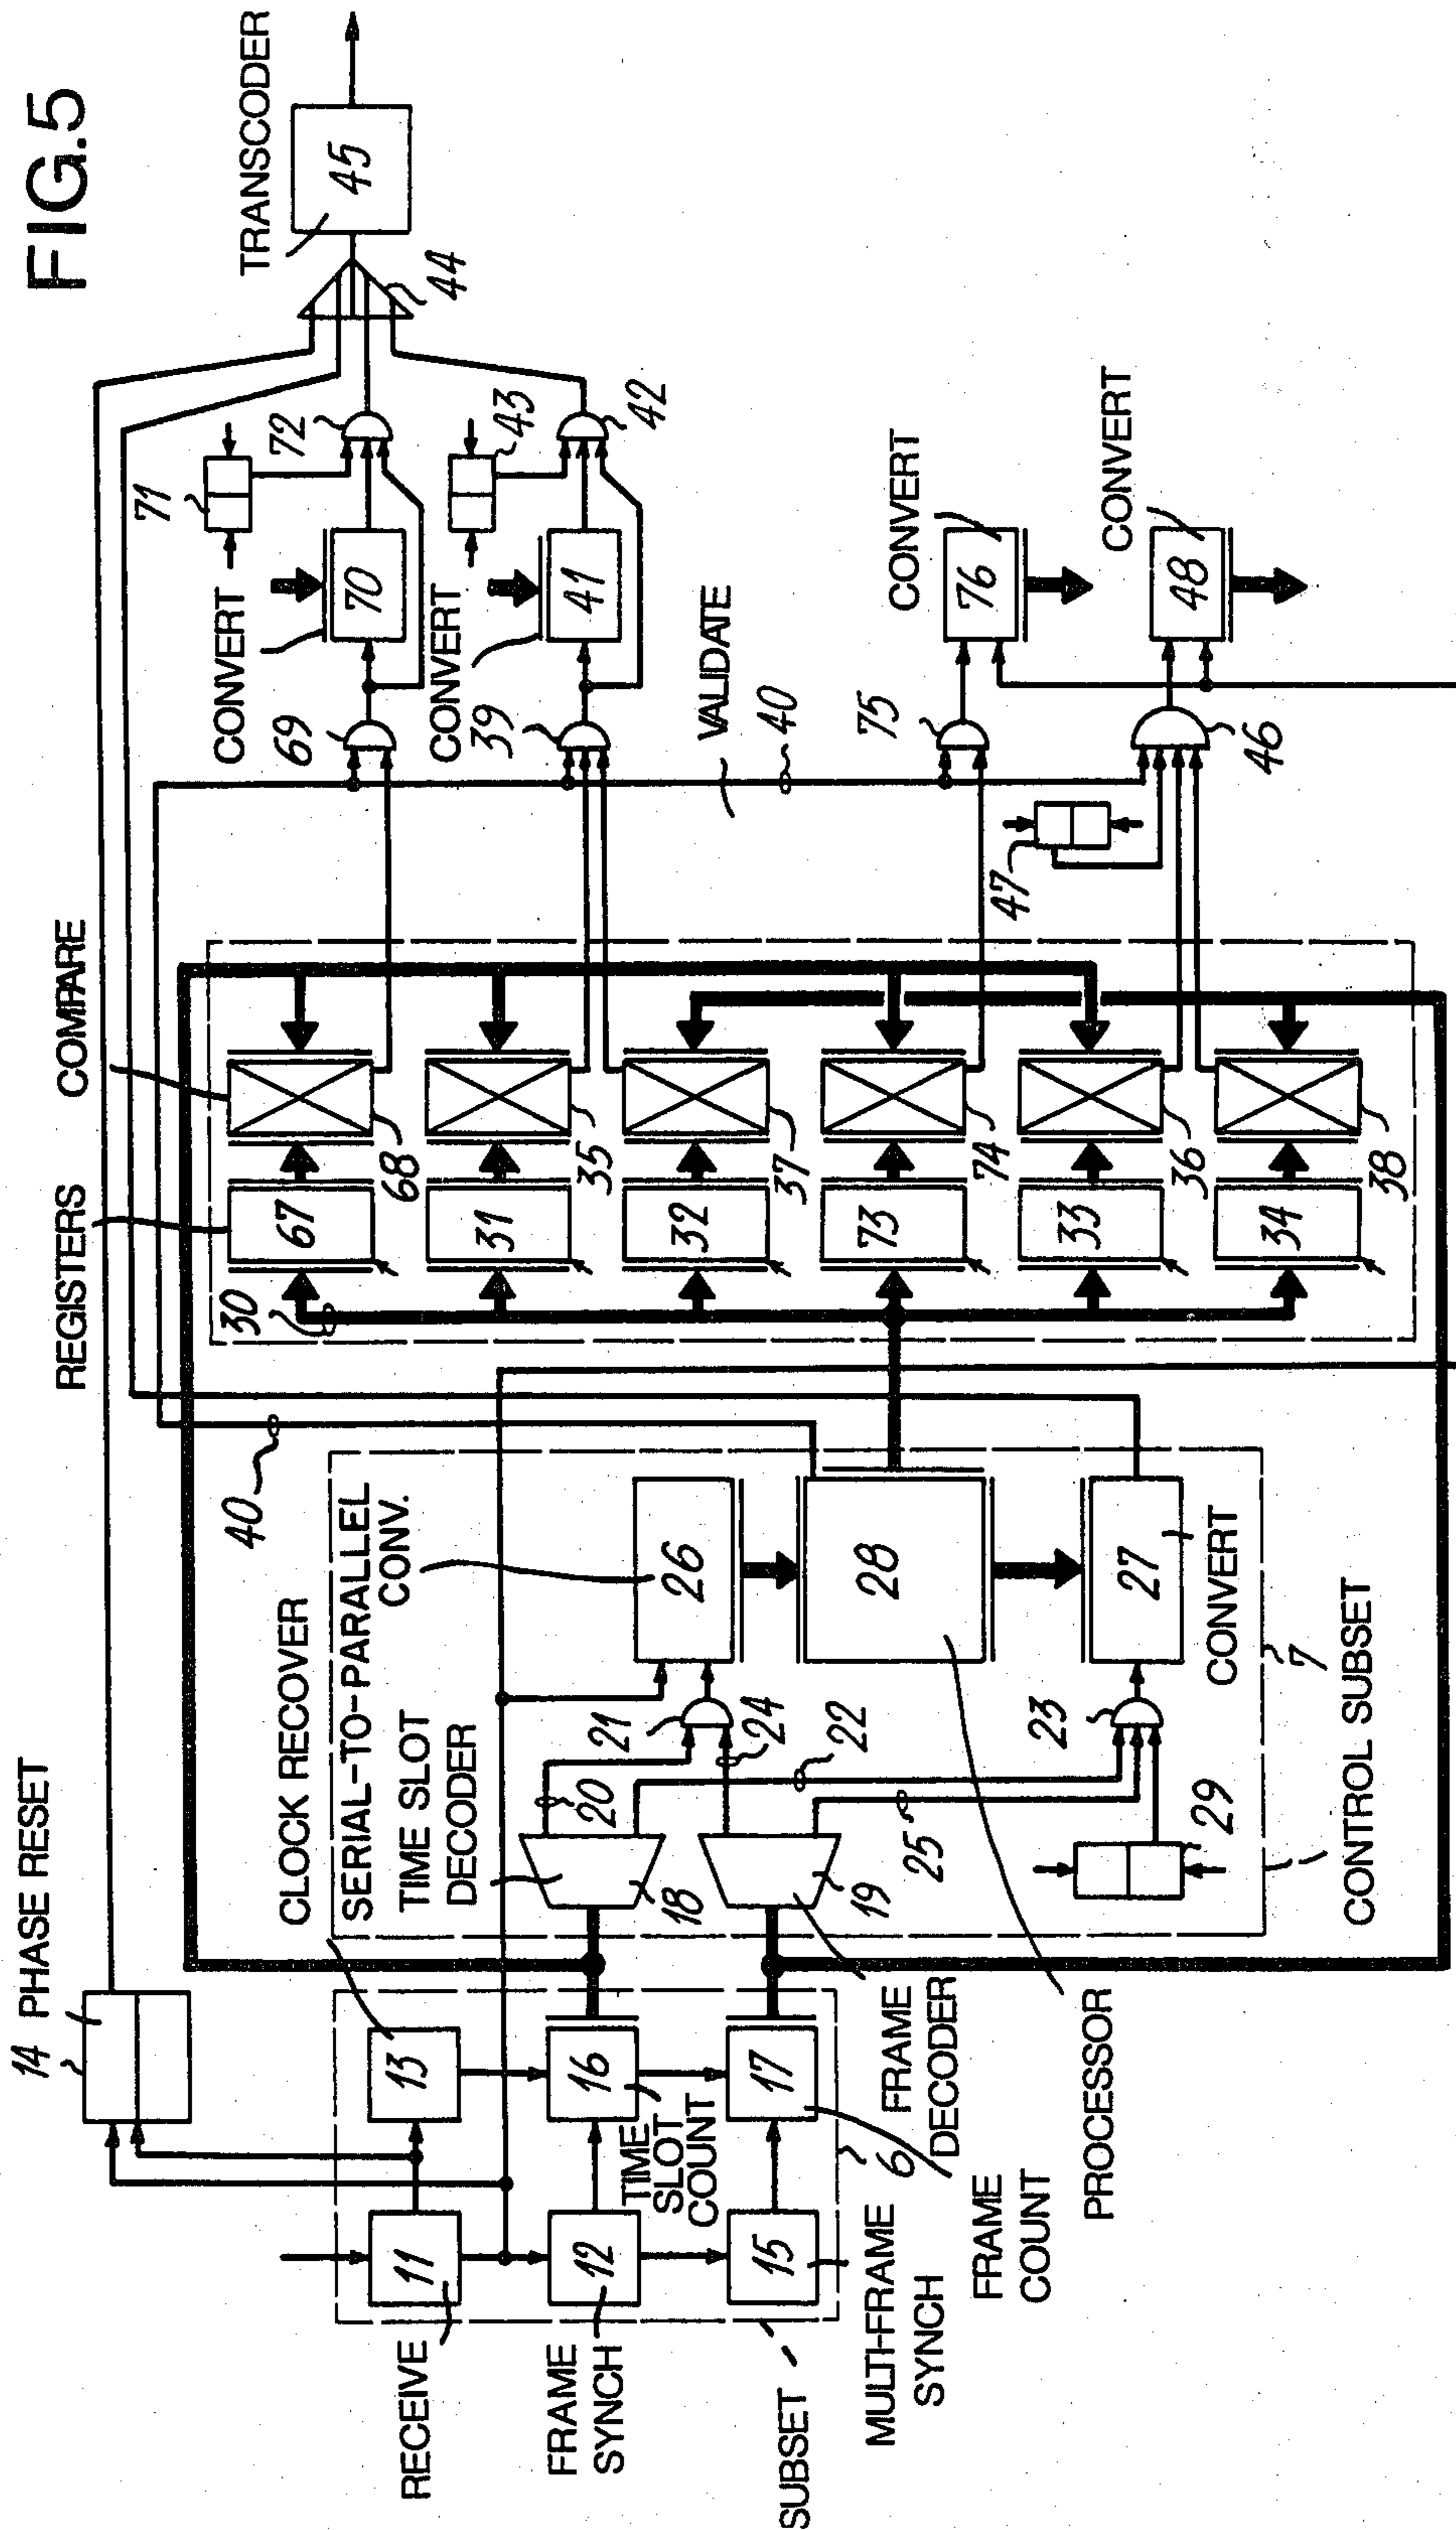 FIG.5
14 PHASE RESET
REGISTERS
COMPARE
TRANSCODER
45
44
71
72
CONVERT
70
69
CONVERT
43
41
42
39
VALIDATE
40
75
CONVERT
76
CONVERT
48
46
47
30
67
68
31
35
32
37
73
74
33
36
34
38
40
CLOCK RECOVER
SERIAL-TO-PARALLEL
CONV.
TIME SLOT
DECODER
26
28
27
CONVERT
21
24
20
22
23
18
19
25
29
7
CONTROL SUBSET
13
16
17
TIME
SLOT
COUNT
11
12
15
6
FRAME
DECODER
PROCESSOR
FRAME
COUNT
RECEIVE
FRAME
SYNCH
SUBSET
MULTI-FRAME
SYNCH